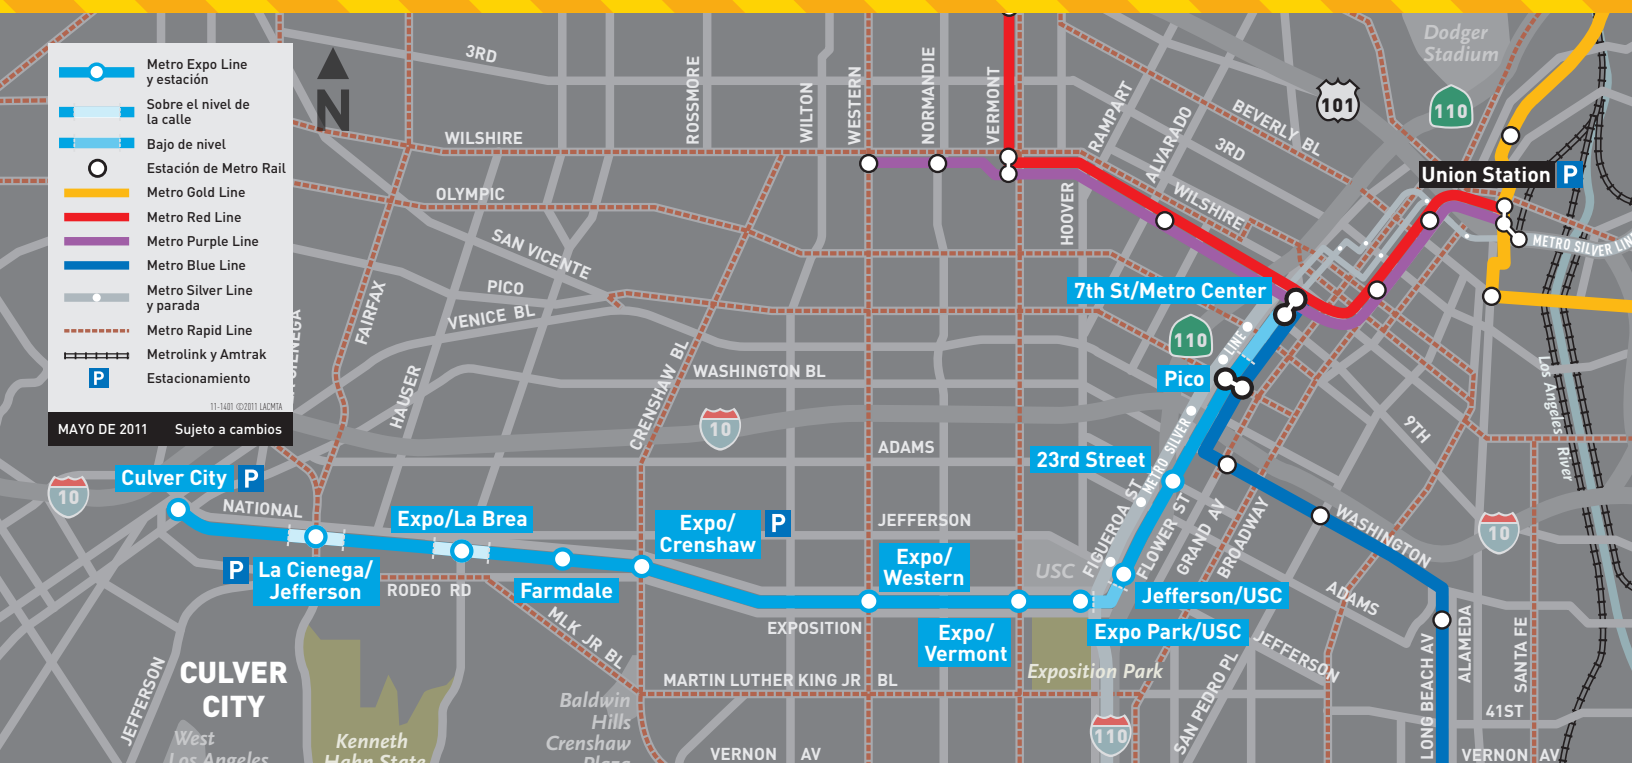 Metro Expo Line
y estación
Sobre el nivel de
la calle
Bajo de nivel
Estación de Metro Rail
Metro Gold Line
Metro Red Line
Metro Purple Line
Metro Blue Line
Metro Silver Line
y parada
Metro Rapid Line
Metrolink y Amtrak
P
Estacionamiento
11-1401 ©2011 LACMTA
MAYO DE 2011
Sujeto a cambios
N
3RD
WILSHIRE
OLYMPIC
SAN VICENTE
PICO
VENICE BL
FAIRFAX
HAUSER
ROSSMORE
WILTON
WESTERN
NORMANDIE
VERMONT
HOOVER
RAMPART
ALVARADO
BEVERLY BL
3RD
WILSHIRE
101
110
Dodger
Stadium
Union Station
P
METRO SILVER LIN
7th St/Metro Center
110
LINE
Pico
METRO SILVER
CRENSHAW BL
WASHINGTON BL
10
ADAMS
23rd Street
9TH
Los Angeles River
10
Culver City
P
NATIONAL
Expo/La Brea
Expo/
Crenshaw
P
JEFFERSON
Expo/
Western
USC
FIGUEROA ST
FLOWER ST
GRAND AV
BROADWAY
WASHINGTON
10
P
La Cienega/
Jefferson
RODEO RD
Farmdale
MLK JR BL
EXPOSITION
Expo/
Vermont
Jefferson/USC
Expo Park/USC
ADAMS
JEFFERSON
Exposition Park
CULVER
CITY
JEFFERSON
MARTIN LUTHER KING JR BL
SAN PEDRO PL
LONG BEACH AV
ALAMEDA
SANTA FE
41ST
Baldwin
Hills
Crenshaw
Plaza
West
Los Angeles
Kenneth
Hahn State
110
VERNON AV
VERNON AV